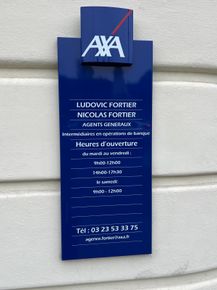 AXA
LUDOVIC FORTIER
NICOLAS FORTIER
AGENTS GENERAUX
Intermédiaires en opérations de banque
Heures d'ouverture
du mardi au vendredi :
9h00-12h00
14h00-17h30
le samedi
9h00 - 12h00
Tél : 03 23 53 33 75
agence.fortier@axa.fr